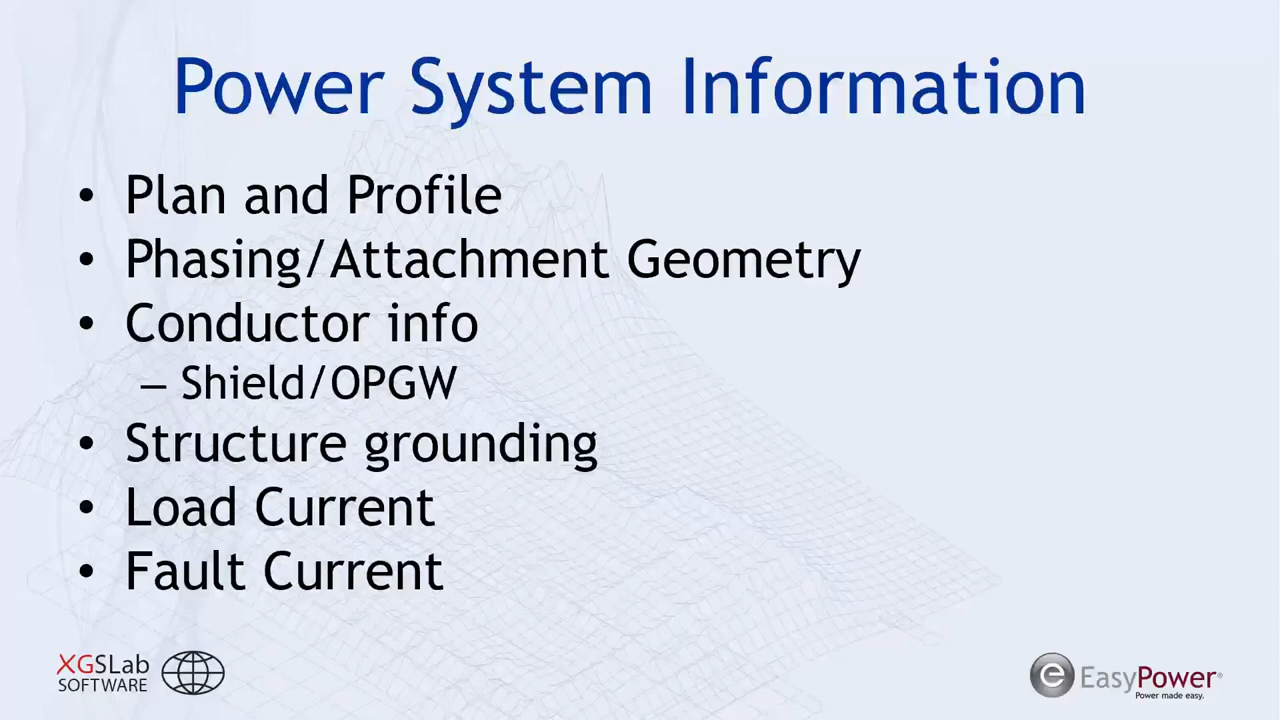 Power System Information
• Plan and Profile
• Phasing/Attachment Geometry
• Conductor info
– Shield/OPGW
• Structure grounding
• Load Current
• Fault Current
XGSLab
SOFTWARE
e EasyPower®
Power made easy.